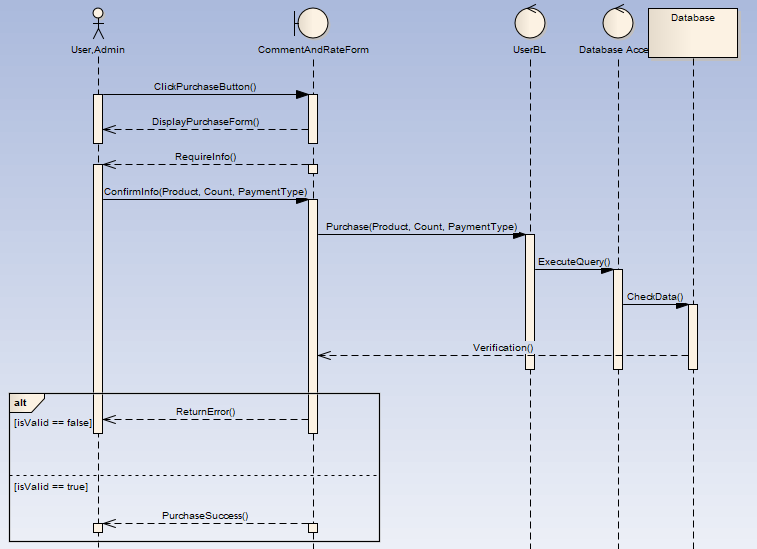 Database
User,Admin
CommentAndRateForm
UserBL
Database Acce
ClickPurchaseButton()
DisplayPurchaseForm()
RequireInfo()
ConfirmInfo(Product, Count, PaymentType)
Purchase(Product, Count, PaymentType)
ExecuteQuery()
CheckData()
Verification()
alt
ReturnError()
[isValid == false]
[isValid == true]
PurchaseSuccess()